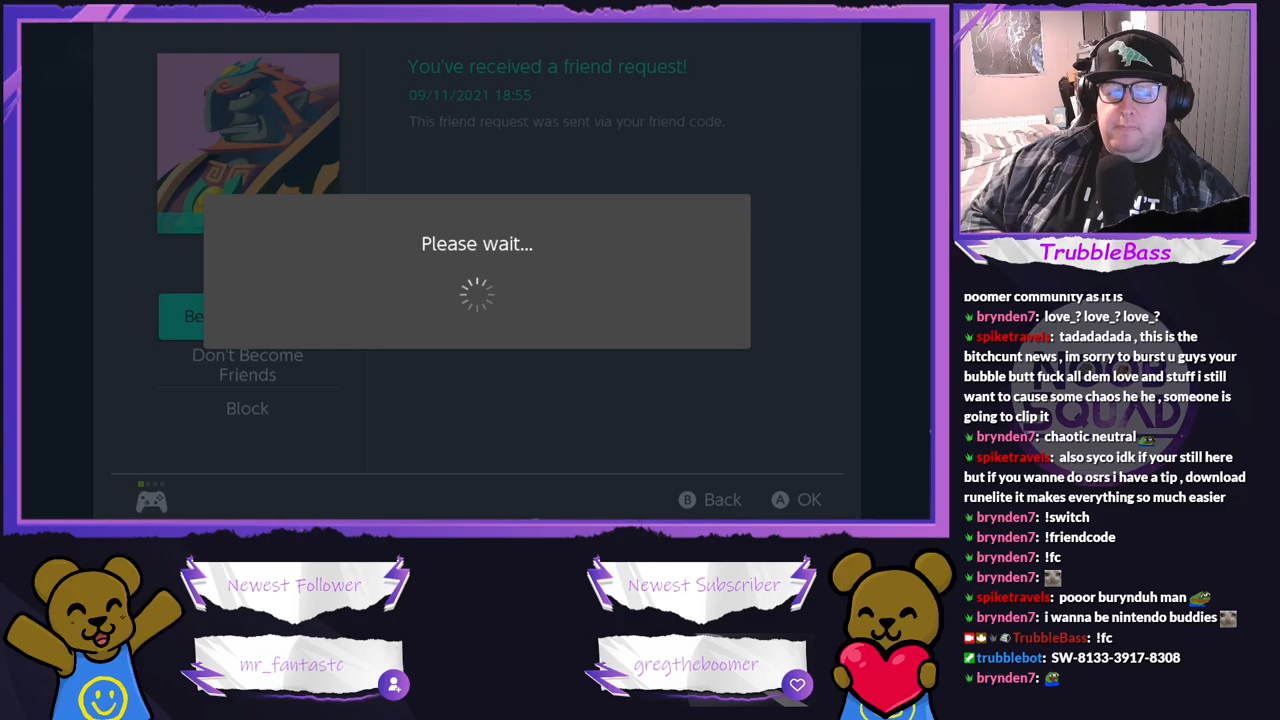 You've received a friend request!
09/11/2021 18:55
This friend request was sent via your friend code.
Please wait...
Be
Don't Become
Friends
Block
B Back A OK
TrubbleBass
boomer community as it is
brynden7: love_? love_? love_?
spiketravels: tadadadada , this is the
bitchcunt news , im sorry to burst u guys your
bubble butt fuck all dem love and stuff i still
want to cause some chaos he he , someone is
going to clip it
brynden7: chaotic neutral
spiketravels: also syco idk if your still here
but if you wanne do osrs i have a tip , download
runelite it makes everything so much easier
brynden7: !switch
brynden7: !friendcode
brynden7: !fc
brynden7:
spiketravels: pooor burynduh man
brynden7: i wanna be nintendo buddies
TrubbleBass: !fc
trubblebot: SW-8133-3917-8308
brynden7:
NOOB
SQUAD
Newest Follower
mr_fantastc
Newest Subscriber
gregtheboomer